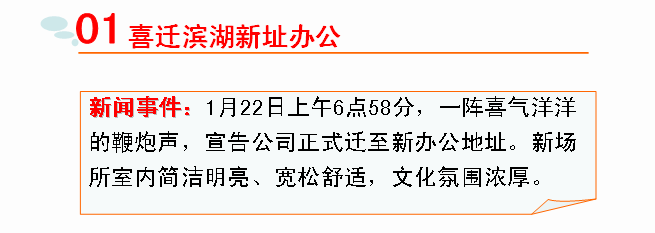 01 喜迁滨湖新址办公
新闻事件：1月22日上午6点58分，一阵喜气洋洋
的鞭炮声，宣告公司正式迁至新办公地址。新场
所室内简洁明亮、宽松舒适，文化氛围浓厚。